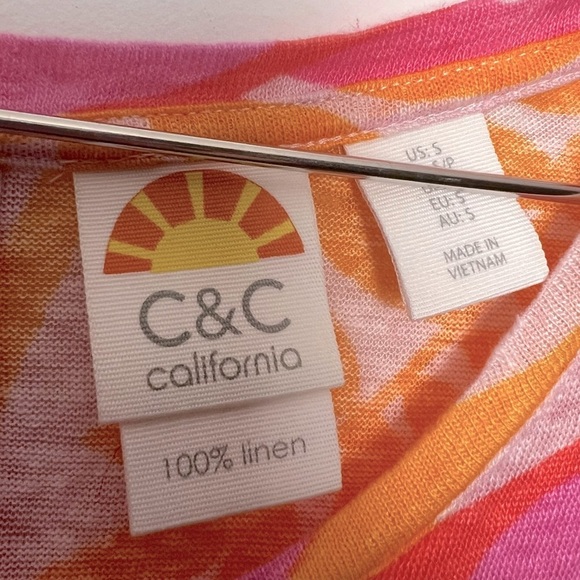 C&C
california
100% linen
US: S
S/P
EU: S
AU: S
MADE IN
VIETNAM